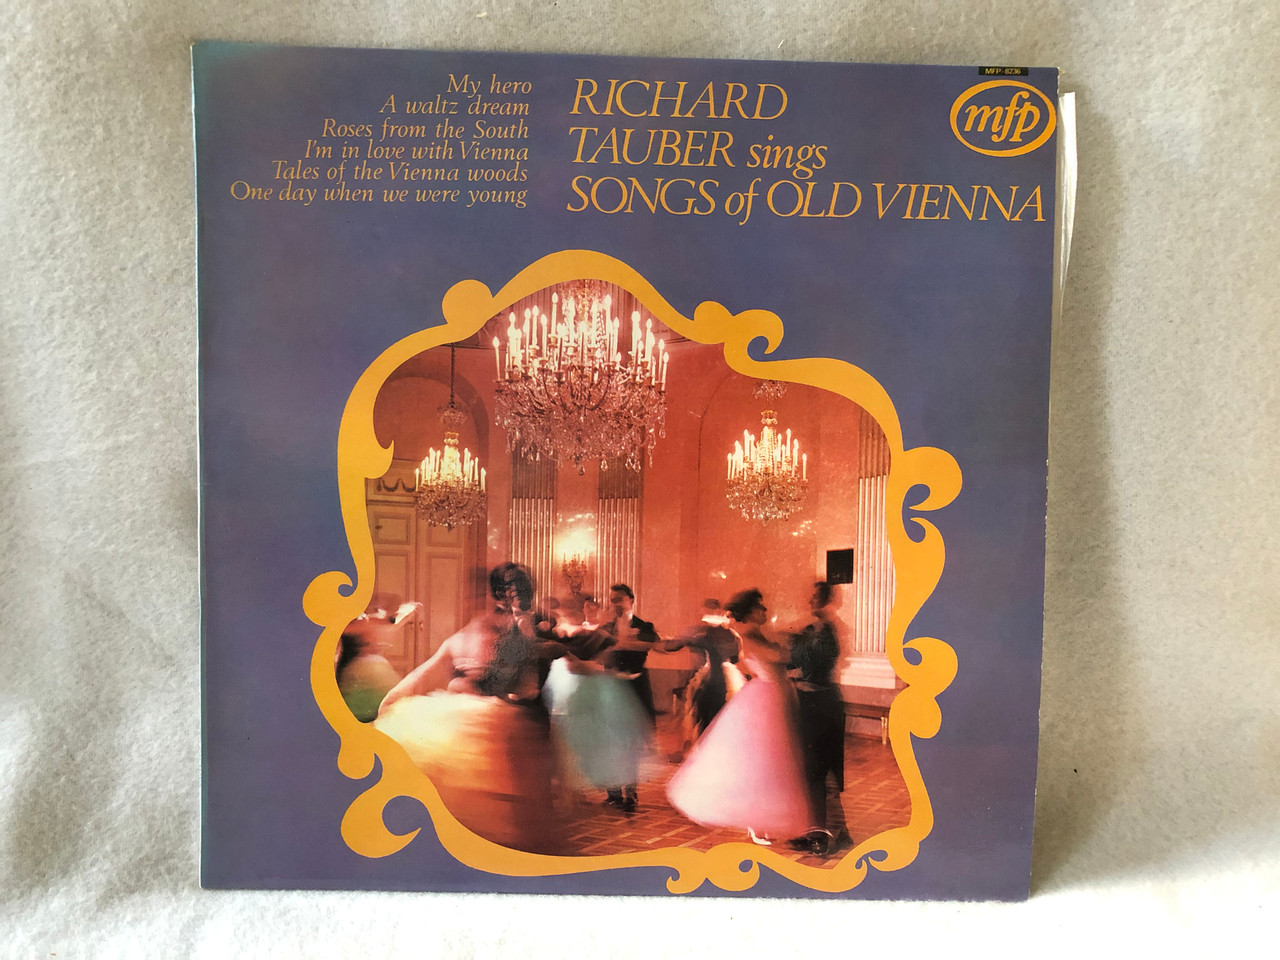 My hero
A waltz dream
Roses from the South
I'm in love with Vienna
Tales of the Vienna woods
One day when we were young
RICHARD
TAUBER sings
SONGS of OLD VIENNA
MFP - 8236
mfp